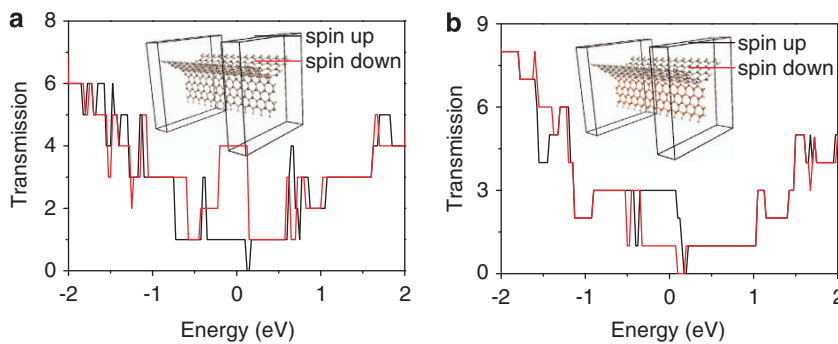 a
8
6
4
2
0
Transmission
spin up
spin down
-2 -1 0 1 2
Energy (eV)
b
9
6
3
0
Transmission
spin up
spin down
-2 -1 0 1 2
Energy (eV)